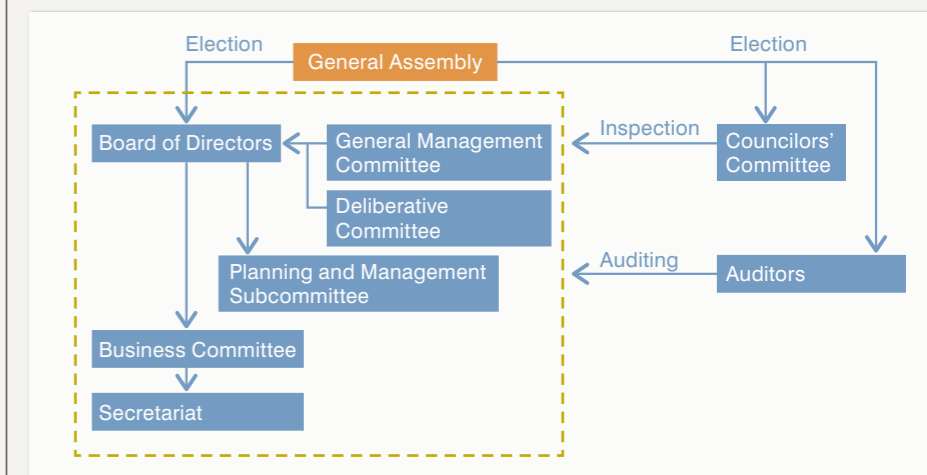 Election
General Assembly
Election
Board of Directors
General Management
Committee
Inspection
Councilors’
Committee
Deliberative
Committee
Planning and Management
Subcommittee
Auditing
Auditors
Business Committee
Secretariat